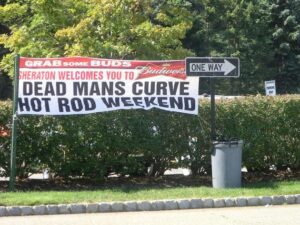 GRAB SOME BUDS
SHERATON WELCOMES YOU TO Budweiser
DEAD MANS CURVE
HOT ROD WEEKEND
ONE WAY